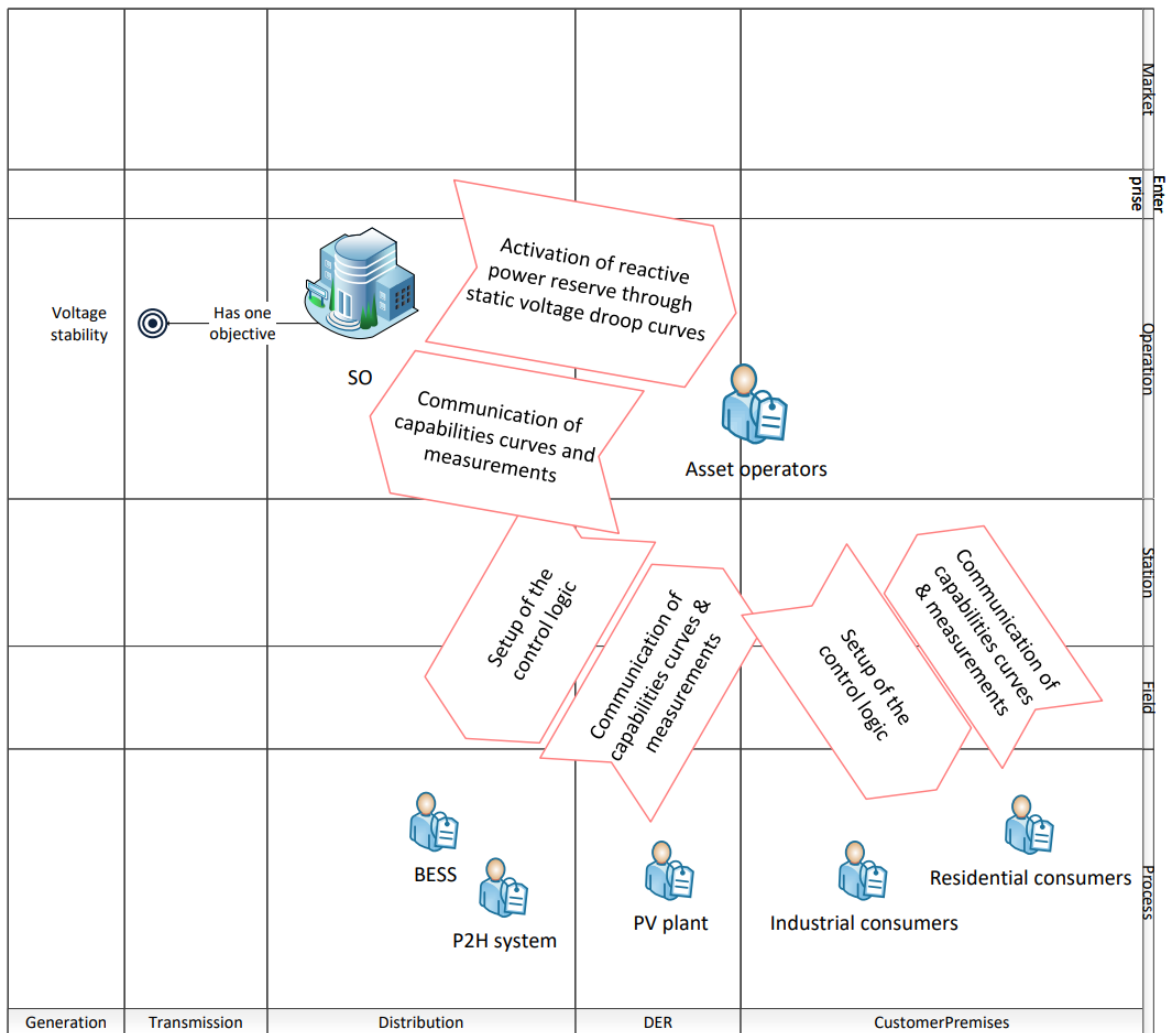 Market
Enter
prise
Activation of reactive
power reserve through
static voltage droop curves
Voltage
stability
Has one
objective
Operation
SO
Communication of
capabilities curves and
measurements
Asset operators
Station
Setup of the
control logic
Communication of
capabilities curves &
measurements
Setup of the
control logic
Communication of
capabilities curves
& measurements
Field
BESS
P2H system
PV plant
Industrial consumers
Residential consumers
Process
Generation
Transmission
Distribution
DER
CustomerPremises